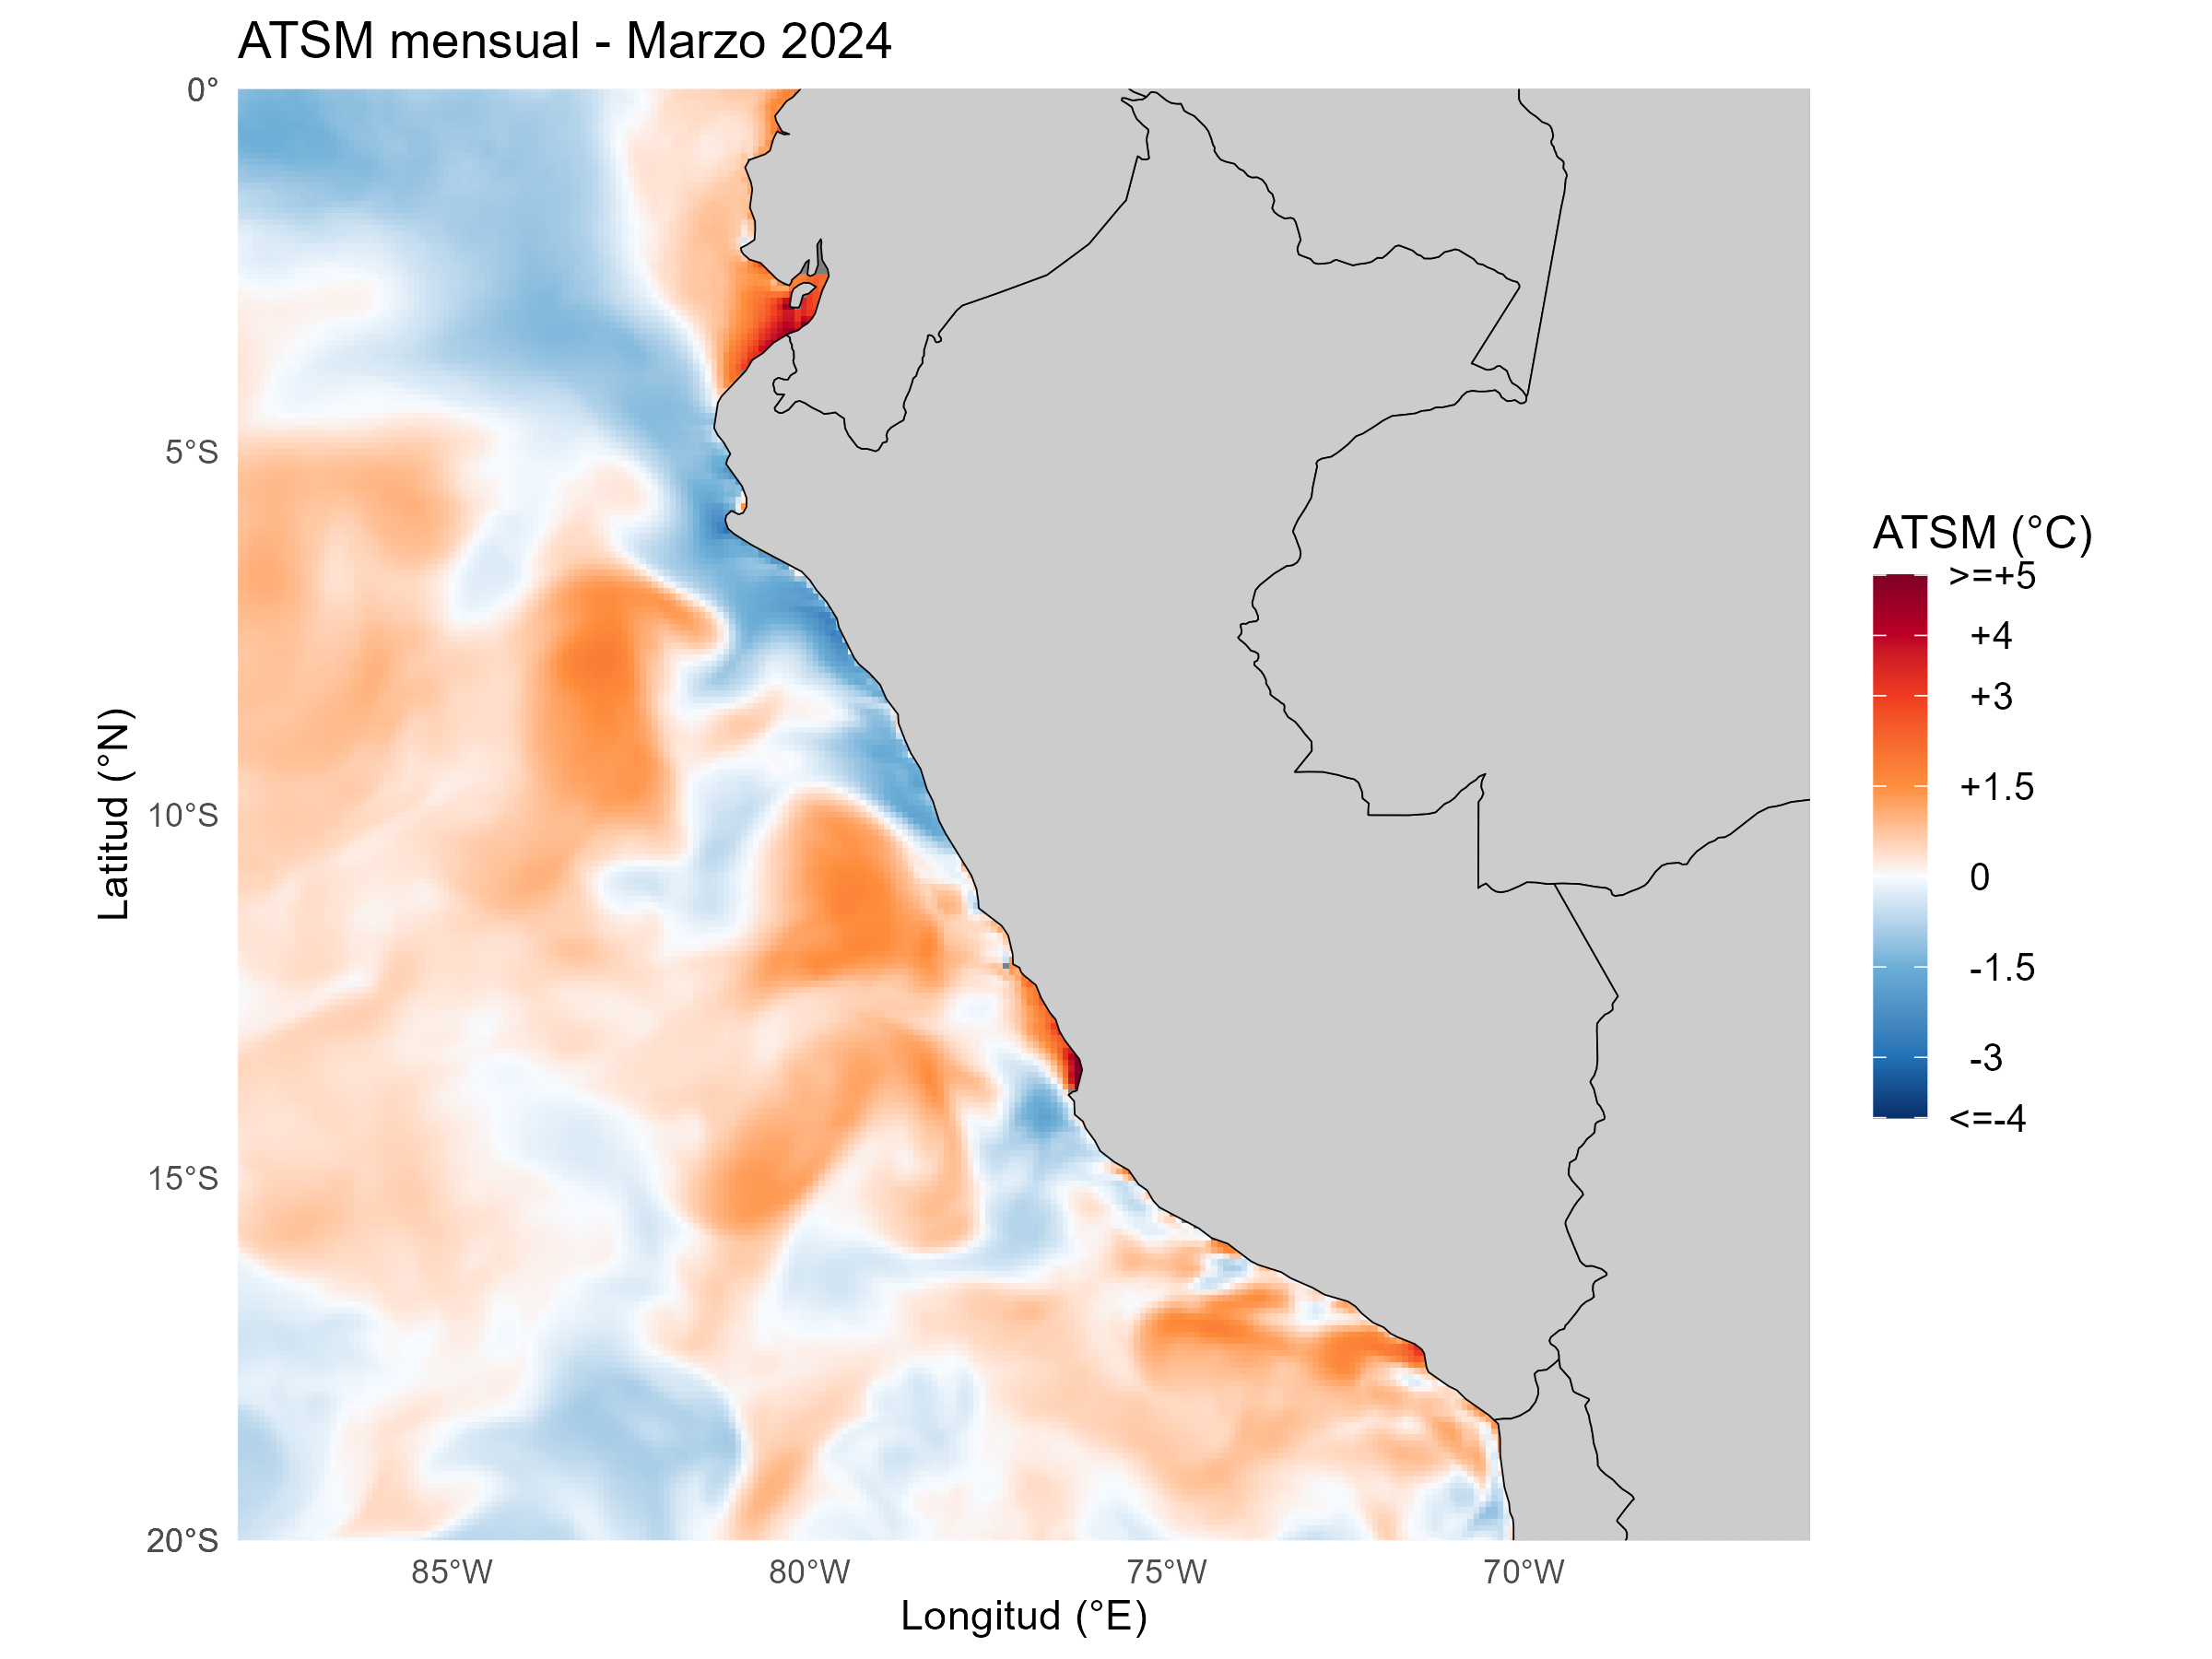 ATSM mensual - Marzo 2024
0°
5°S
10°S
15°S
20°S
Latitud (°N)
85°W
80°W
75°W
70°W
Longitud (°E)
ATSM (°C)
>=+5
+4
+3
+1.5
0
-1.5
-3
<=-4